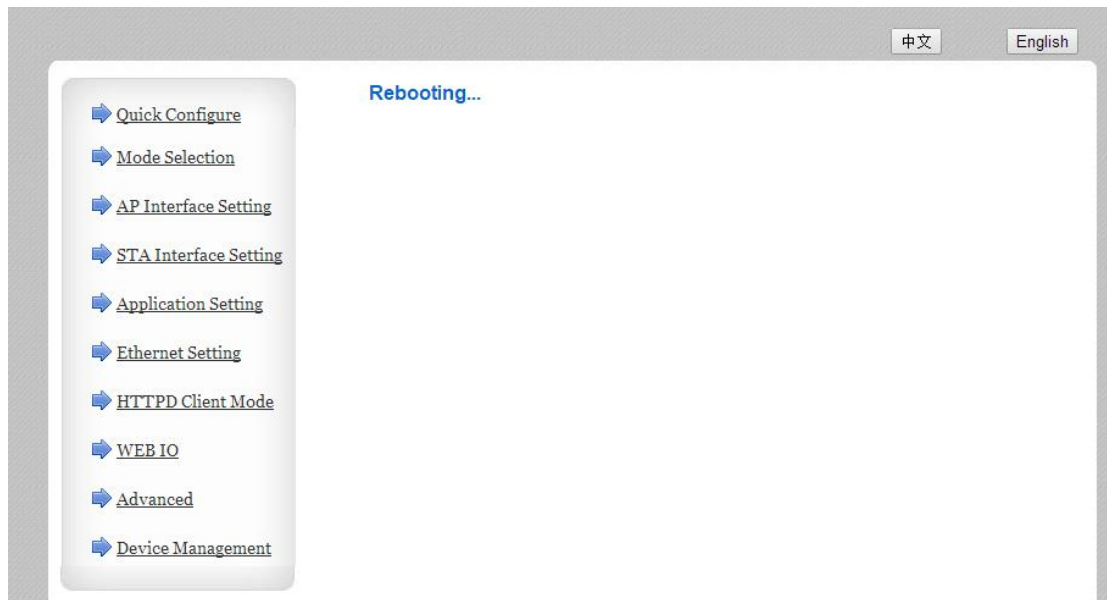 中文 English
Rebooting...
Quick Configure
Mode Selection
AP Interface Setting
STA Interface Setting
Application Setting
Ethernet Setting
HTTPD Client Mode
WEB IO
Advanced
Device Management